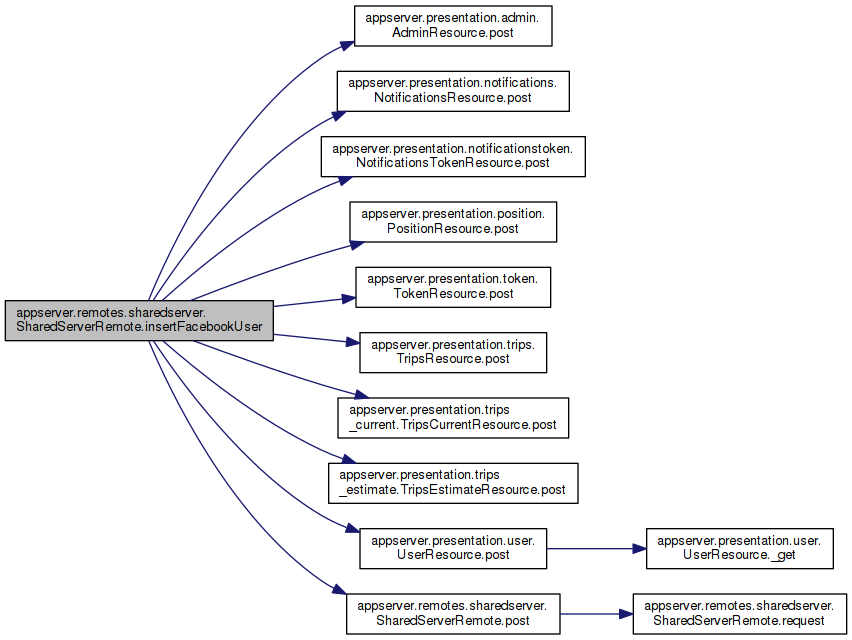 appserver.presentation.admin.
AdminResource.post
appserver.presentation.notifications.
NotificationsResource.post
appserver.presentation.notificationstoken.
NotificationsTokenResource.post
appserver.presentation.position.
PositionResource.post
appserver.presentation.token.
TokenResource.post
appserver.remotes.sharedserver.
SharedServerRemote.insertFacebookUser
appserver.presentation.trips.
TripsResource.post
appserver.presentation.trips
_current.TripsCurrentResource.post
appserver.presentation.trips
_estimate.TripsEstimateResource.post
appserver.presentation.user.
UserResource.post
appserver.presentation.user.
UserResource._get
appserver.remotes.sharedserver.
SharedServerRemote.post
appserver.remotes.sharedserver.
SharedServerRemote.request